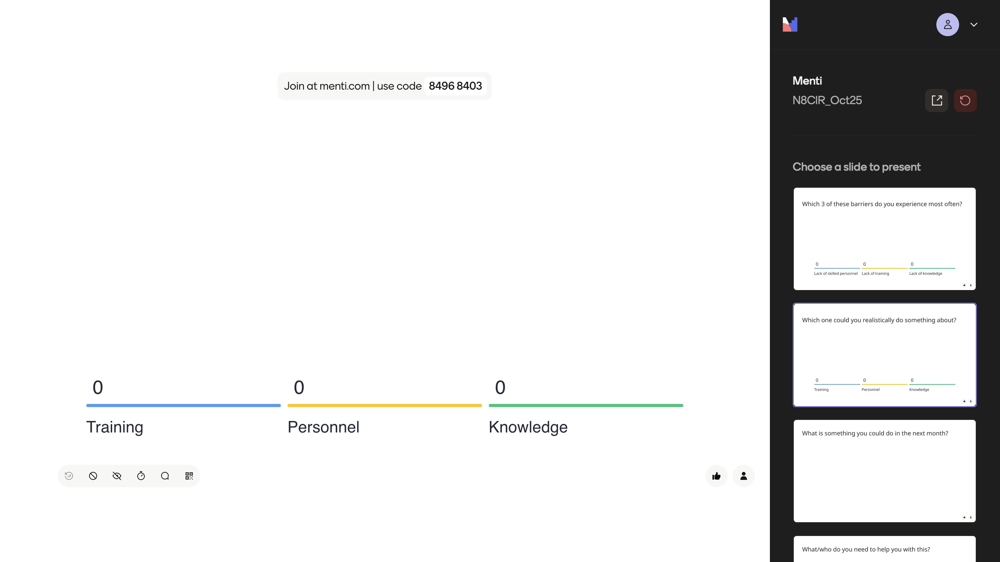 Join at menti.com | use code 8496 8403
0 0 0
Training Personnel Knowledge
Menti
N8CIR_Oct25
Choose a slide to present
Which 3 of these barriers do you experience most often?
0 0 0
Lack of skilled personnel Lack of training Lack of knowledge
Which one could you realistically do something about?
0 0 0
Training Personnel Knowledge
What is something you could do in the next month?
What/who do you need to help you with this?